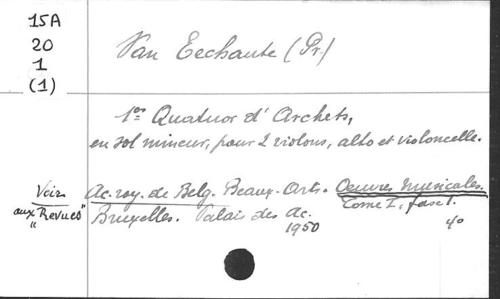 15A
20
1
(1)
Van Eechaute (Pr)
1er Quatuor d'Archets,
en sol mineur, pour 2 violons, alto et violoncelle.
Voir Ac. roy. de Belg. Beaux-Arts. Oeuvres Musicales.
aux "Revues" Bruxelles. Palais des Ac. Tome I, fasc 1.
1950 4°